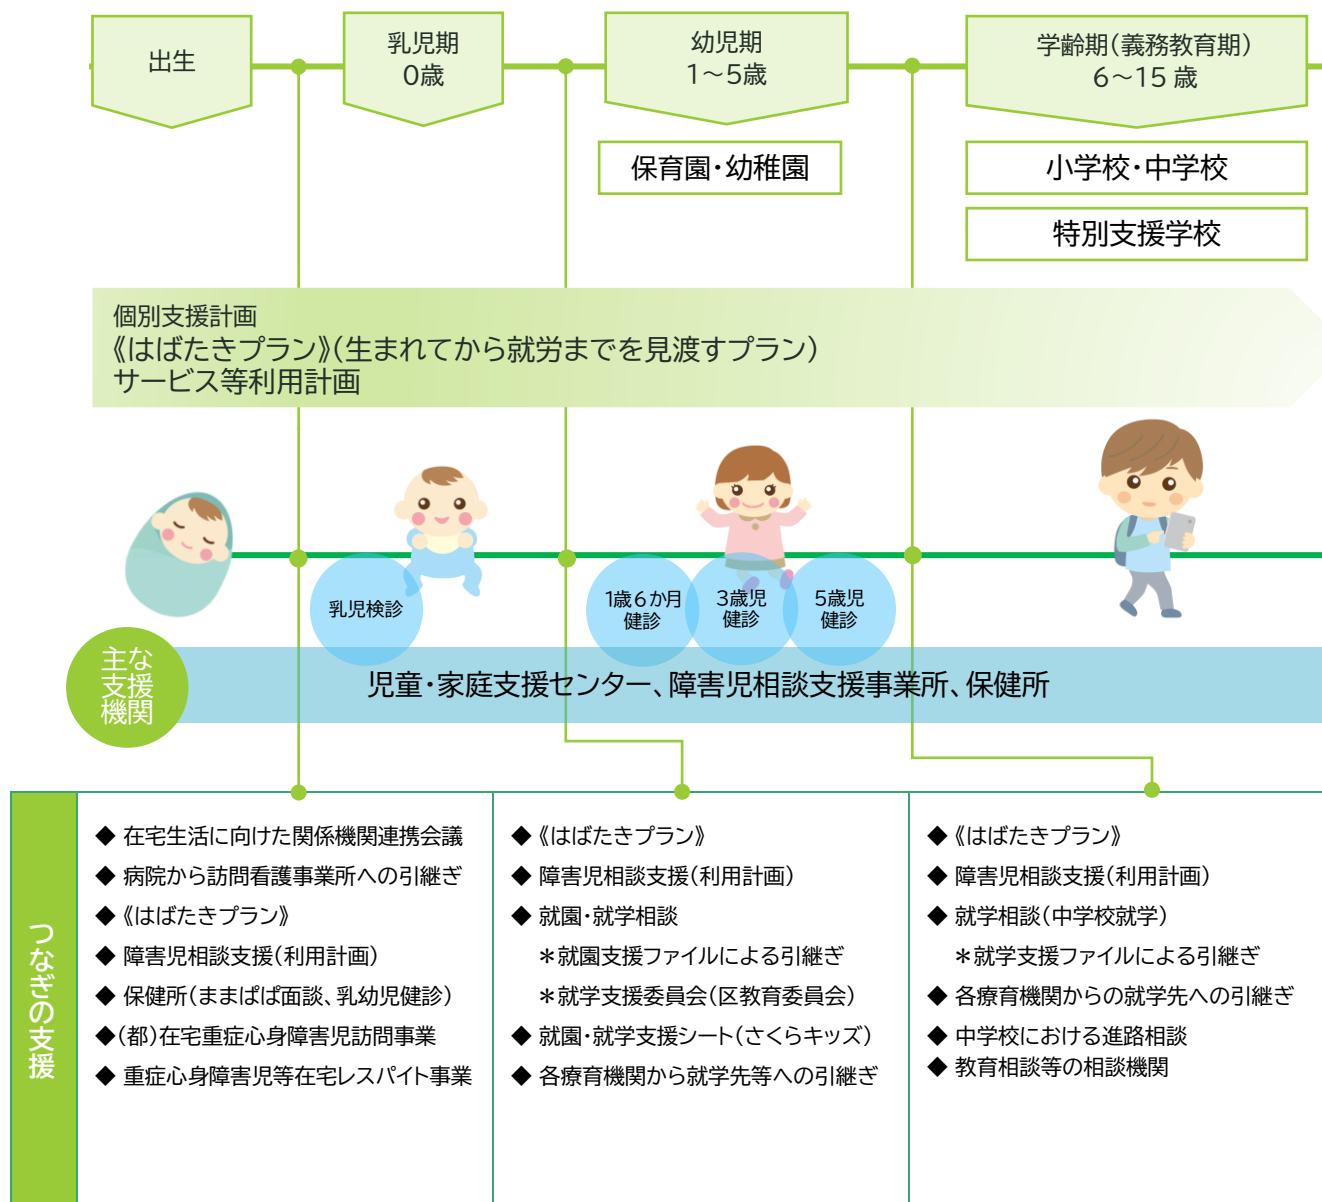 出生
乳児期
0歳
幼児期
1～5歳
学齢期（義務教育期）
6～15歳
保育園・幼稚園
小学校・中学校
特別支援学校
個別支援計画
《はばたきプラン》（生まれてから就労までを見渡すプラン）
サービス等利用計画
乳児検診
1歳6か月
健診
3歳児
健診
5歳児
健診
主な
支援
機関
児童・家庭支援センター、障害児相談支援事業所、保健所
つなぎの支援
◆ 在宅生活に向けた関係機関連携会議
◆ 病院から訪問看護事業所への引継ぎ
◆ 《はばたきプラン》
◆ 障害児相談支援（利用計画）
◆ 保健所（ままぱぱ面談、乳幼児健診）
◆（都）在宅重症心身障害児訪問事業
◆ 重症心身障害児等在宅レスパイト事業
◆ 《はばたきプラン》
◆ 障害児相談支援（利用計画）
◆ 就園・就学相談
＊就園支援ファイルによる引継ぎ
＊就学支援委員会（区教育委員会）
◆ 就園・就学支援シート（さくらキッズ）
◆ 各療育機関から就学先等への引継ぎ
◆ 《はばたきプラン》
◆ 障害児相談支援（利用計画）
◆ 就学相談（中学校就学）
＊就学支援ファイルによる引継ぎ
◆ 各療育機関からの就学先への引継ぎ
◆ 中学校における進路相談
◆ 教育相談等の相談機関